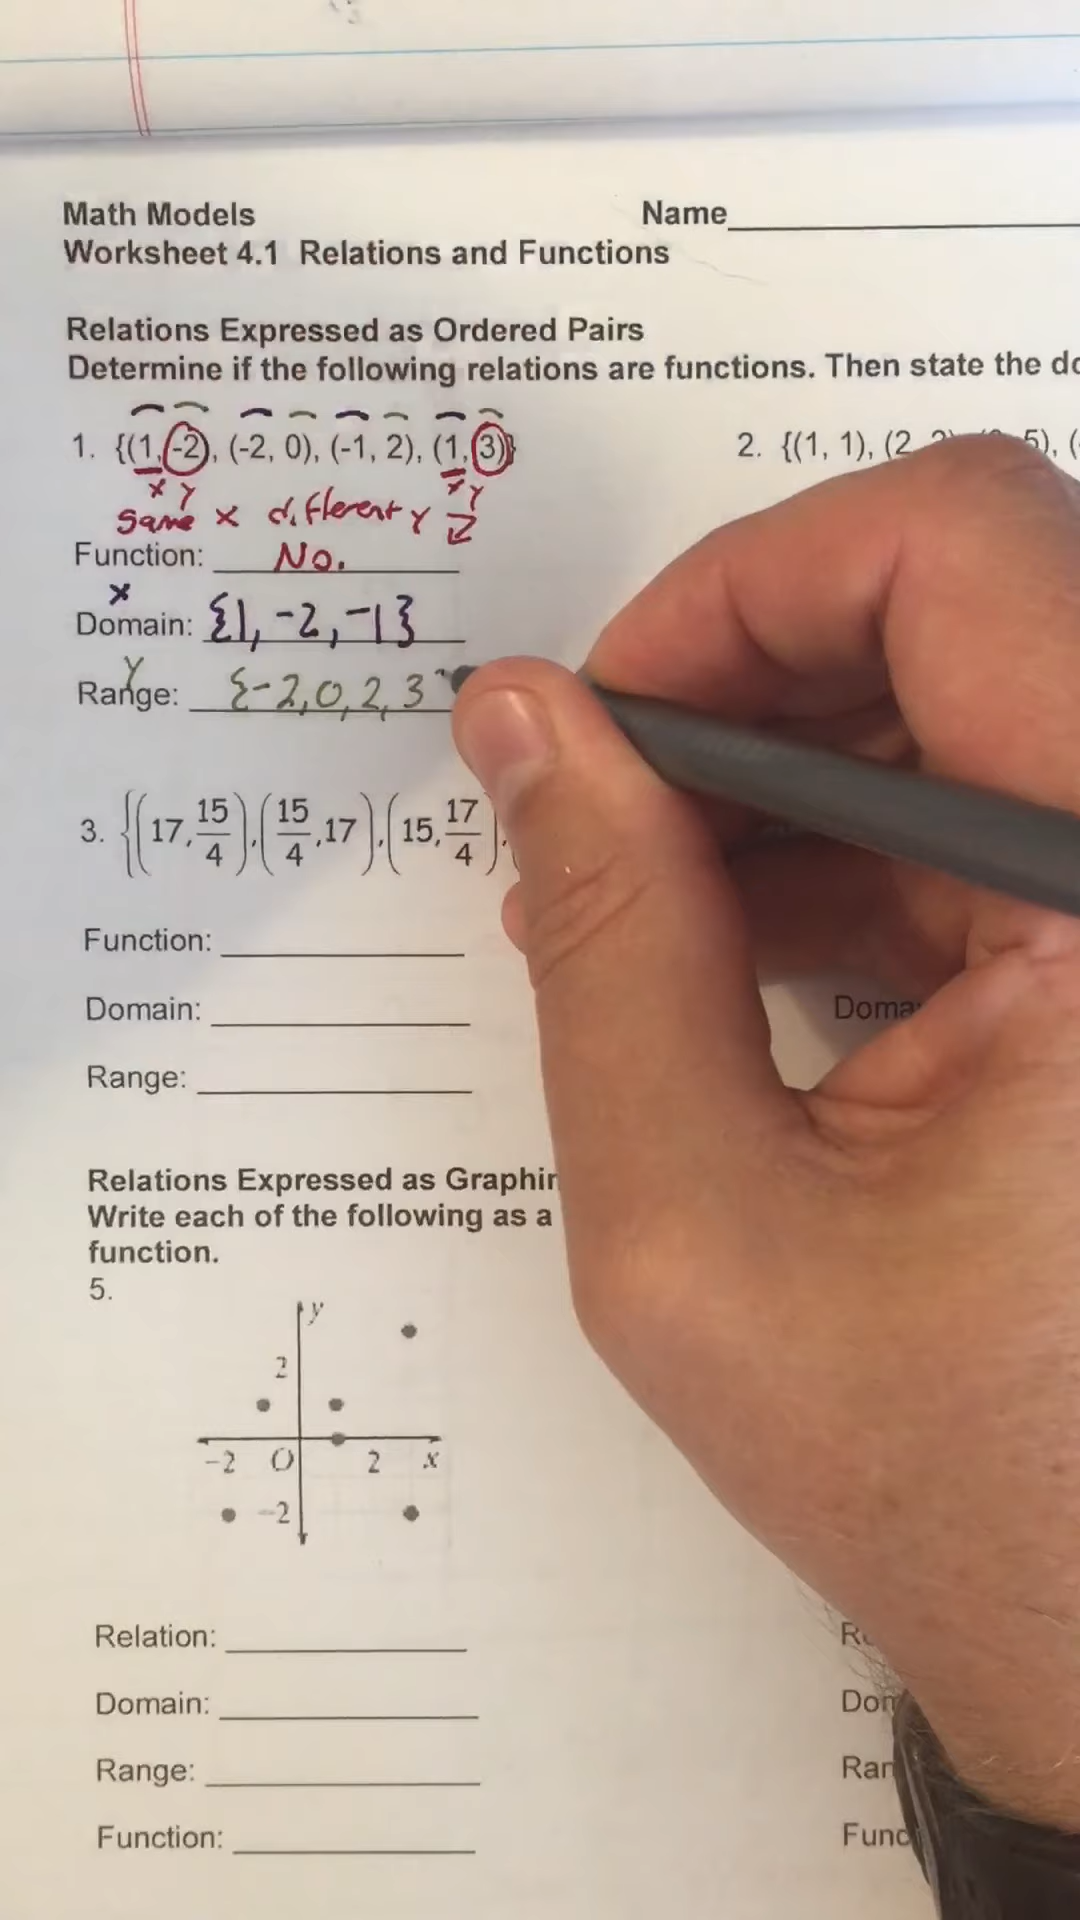 Math Models Name
Worksheet 4.1 Relations and Functions
Relations Expressed as Ordered Pairs
Determine if the following relations are functions. Then state the
1. {(1, -2), (-2, 0), (-1, 2), (1, 3)}
2. {(1, 1), (2
x y
x y
same x different y
Function: No.
x
Domain: {1, -2, -1}
y
Range: {-2, 0, 2, 3
3. {(17, 15/4), (15/4, 17), (15, 17/4),
Function:
Domain:
Range:
Relations Expressed as
Write each of the following as a
function.
5.
y
2
-2 O 2 x
-2
Relation:
Domain:
Range:
Function: